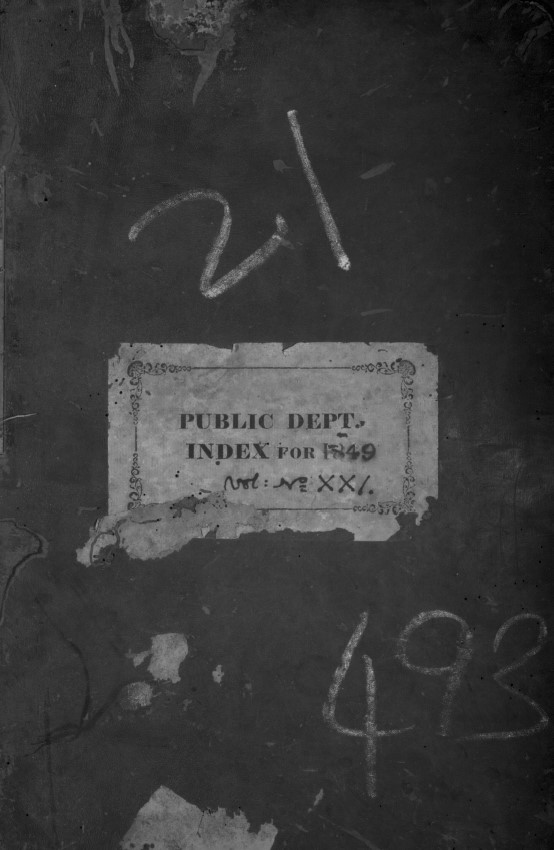 21
PUBLIC DEPT.
INDEX FOR 1849
Vol: No XXI.
493